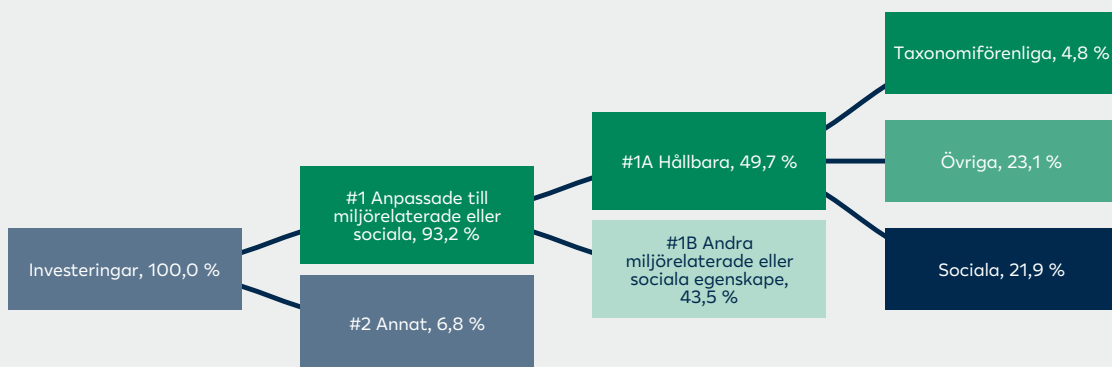 Investeringar, 100,0 %
#1 Anpassade till
miljörelaterade eller
sociala, 93,2 %
#2 Annat, 6,8 %
#1A Hållbara, 49,7 %
#1B Andra
miljörelaterade eller
sociala egenskape,
43,5 %
Taxonomiförenliga, 4,8 %
Övriga, 23,1 %
Sociala, 21,9 %